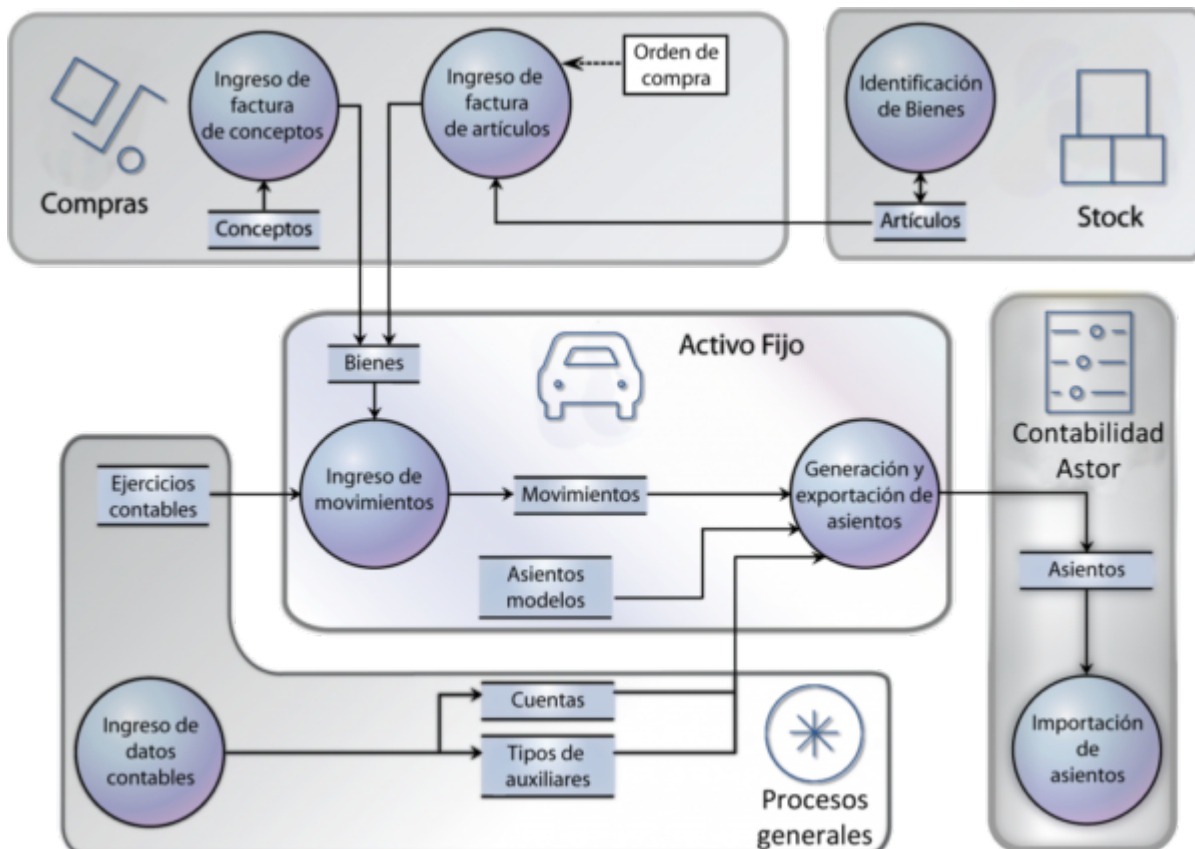 Ingreso de
factura
de conceptos
Ingreso de
factura
de artículos
Orden de
compra
Compras
Conceptos
Identificación
de Bienes
Artículos
Stock
Bienes
Activo Fijo
Ejercicios
contables
Ingreso de
movimientos
Movimientos
Generación y
exportación de
asientos
Asientos
modelos
Contabilidad
Astor
Asientos
Importación
de
asientos
Ingreso de
datos
contables
Cuentas
Tipos de
auxiliares
Procesos
generales